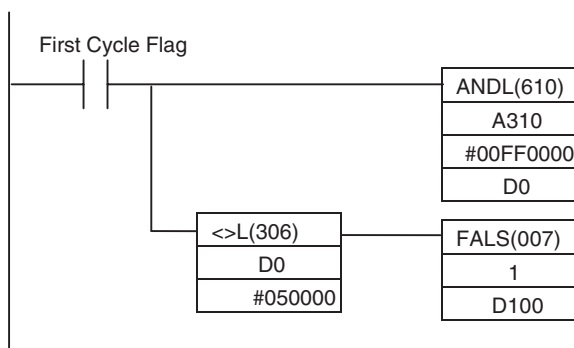 First Cycle Flag
ANDL(610)
A310
#00FF0000
D0
<>L(306)
D0
#050000
FALS(007)
1
D100